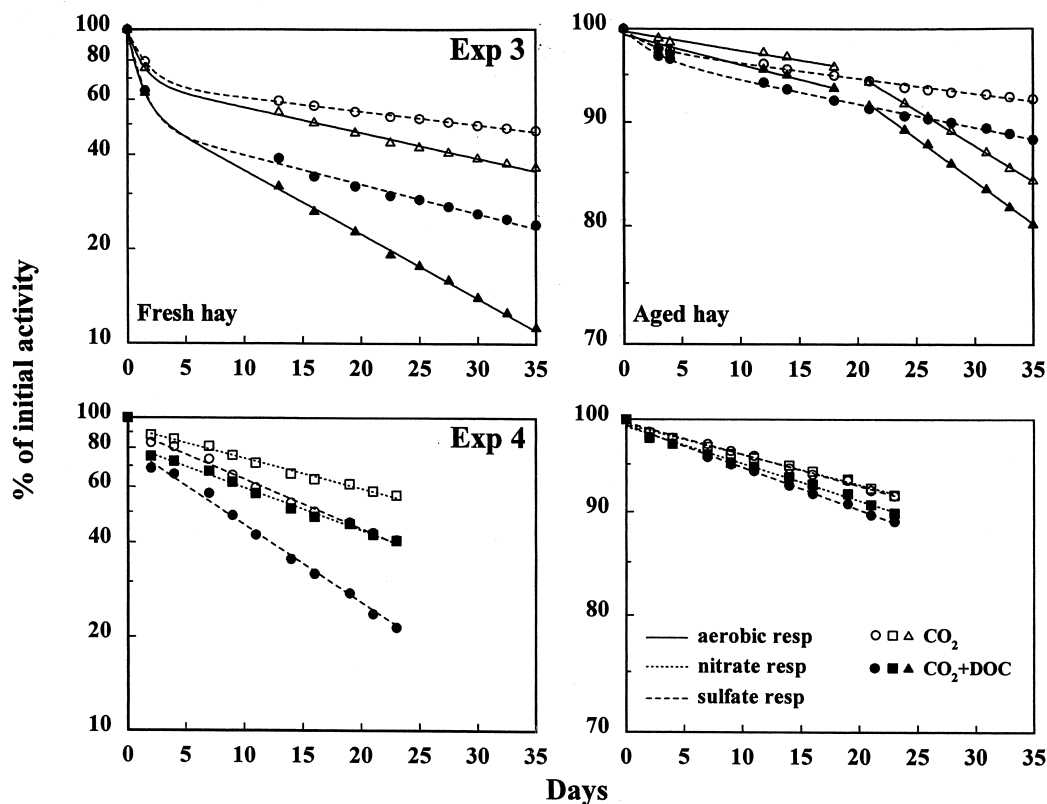 % of initial activity
100
80
60
40
20
10
Exp 3
Fresh hay
0 5 10 15 20 25 30 35
100
90
80
70
Aged hay
0 5 10 15 20 25 30 35
100
80
60
40
20
10
Exp 4
0 5 10 15 20 25 30 35
100
90
80
70
aerobic resp
nitrate resp
sulfate resp
CO₂
CO₂+DOC
0 5 10 15 20 25 30 35
Days